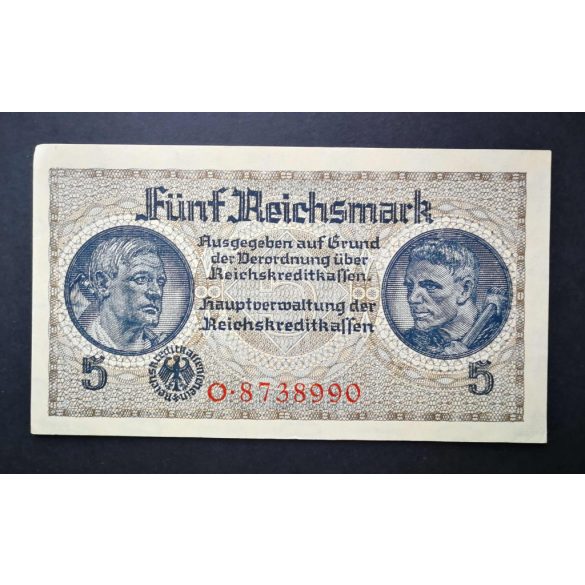 Fünf Reichsmark
Ausgegeben auf Grund
der Verordnung über
Reichskreditkassen.
Hauptverwaltung der
Reichskreditkassen
5
5
O·8738990